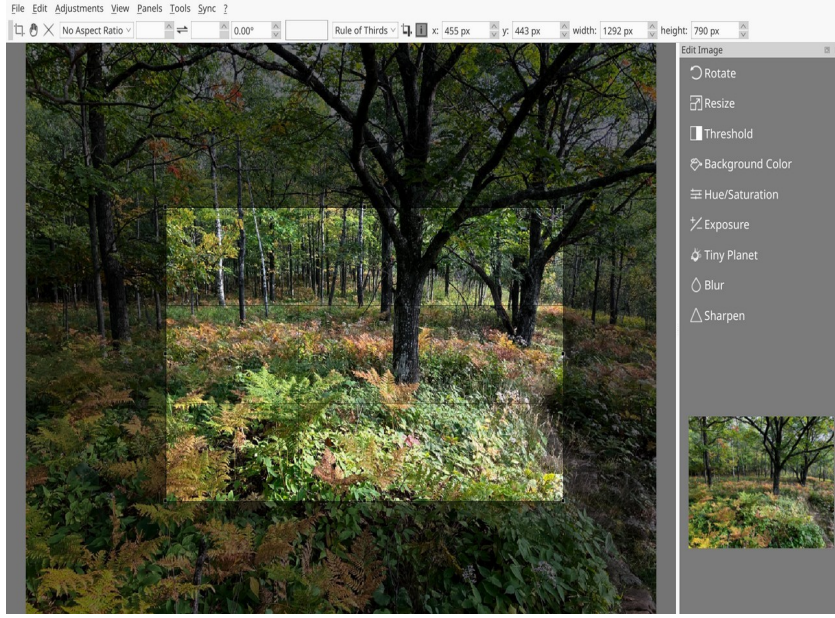 File Edit Adjustments View Panels Tools Sync ?
No Aspect Ratio 0.00° Rule of Thirds i x: 455 px y: 443 px width: 1292 px height: 790 px
Edit Image
Rotate
Resize
Threshold
Background Color
Hue/Saturation
Exposure
Tiny Planet
Blur
Sharpen